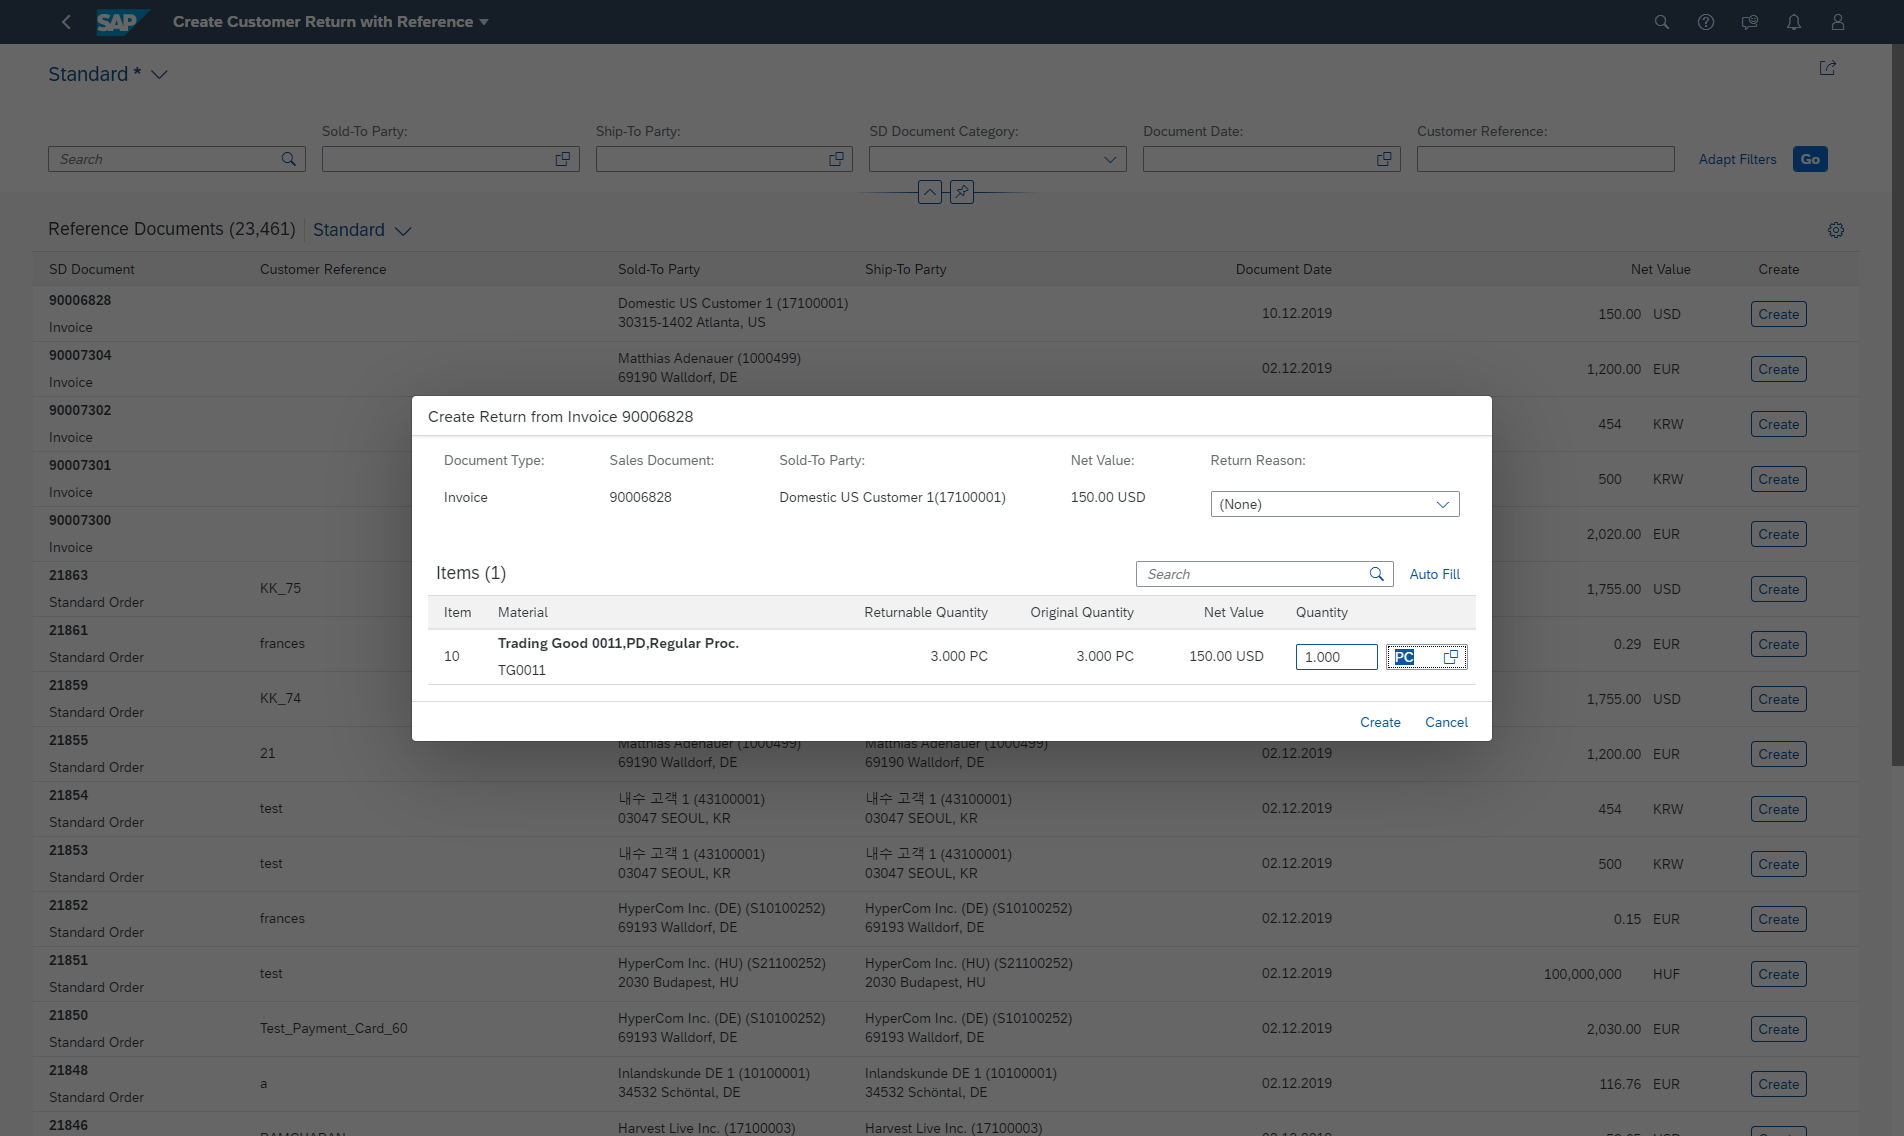 SAP Create Customer Return with Reference
Standard *
Sold-To Party: Ship-To Party: SD Document Category: Document Date: Customer Reference:
Search Adapt Filters Go
Reference Documents (23,461) Standard
SD Document Customer Reference Sold-To Party Ship-To Party Document Date Net Value Create
90006828
Invoice
Domestic US Customer 1 (17100001)
30315-1402 Atlanta, US
10.12.2019 150.00 USD Create
90007304
Invoice
Matthias Adenauer (1000499)
69190 Walldorf, DE
02.12.2019 1,200.00 EUR Create
90007302
Invoice
454 KRW Create
90007301
Invoice
500 KRW Create
90007300
Invoice
2,020.00 EUR Create
21863
Standard Order
KK_75
1,755.00 USD Create
21861
Standard Order
frances
0.29 EUR Create
21859
Standard Order
KK_74
1,755.00 USD Create
Create Return from Invoice 90006828
Document Type: Sales Document: Sold-To Party: Net Value: Return Reason:
Invoice 90006828 Domestic US Customer 1(17100001) 150.00 USD (None)
Items (1) Search Auto Fill
Item Material Returnable Quantity Original Quantity Net Value Quantity
10
Trading Good 0011,PD,Regular Proc.
TG0011
3.000 PC 3.000 PC 150.00 USD 1.000 PC
Create Cancel
21855
Standard Order
21
Matthias Adenauer (1000499)
69190 Walldorf, DE
Matthias Adenauer (1000499)
69190 Walldorf, DE
02.12.2019 1,200.00 EUR Create
21854
Standard Order
test
내수 고객 1 (43100001)
03047 SEOUL, KR
내수 고객 1 (43100001)
03047 SEOUL, KR
02.12.2019 454 KRW Create
21853
Standard Order
test
내수 고객 1 (43100001)
03047 SEOUL, KR
내수 고객 1 (43100001)
03047 SEOUL, KR
02.12.2019 500 KRW Create
21852
Standard Order
frances
HyperCom Inc. (DE) (S10100252)
69193 Walldorf, DE
HyperCom Inc. (DE) (S10100252)
69193 Walldorf, DE
02.12.2019 0.15 EUR Create
21851
Standard Order
test
HyperCom Inc. (HU) (S21100252)
2030 Budapest, HU
HyperCom Inc. (HU) (S21100252)
2030 Budapest, HU
02.12.2019 100,000,000 HUF Create
21850
Standard Order
Test_Payment_Card_60
HyperCom Inc. (DE) (S10100252)
69193 Walldorf, DE
HyperCom Inc. (DE) (S10100252)
69193 Walldorf, DE
02.12.2019 2,030.00 EUR Create
21848
Standard Order
a
Inlandskunde DE 1 (10100001)
34532 Schöntal, DE
Inlandskunde DE 1 (10100001)
34532 Schöntal, DE
02.12.2019 116.76 EUR Create
21846
Harvest Live Inc. (17100003)
Harvest Live Inc. (17100003)